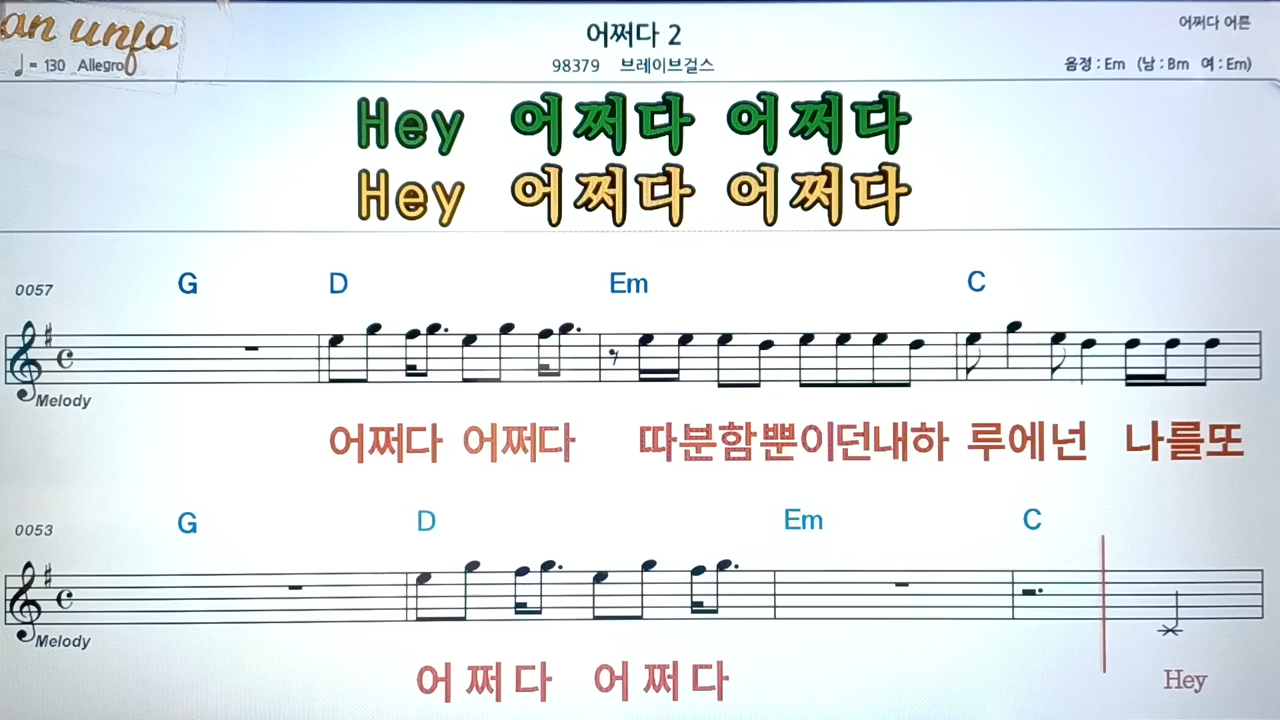 an unfa
♩= 130 Allegro
어쩌다 2
98379 브레이브걸스
어쩌다 어른
음정 : Em (남 : Bm 여 : Em)
Hey 어쩌다 어쩌다
Hey 어쩌다 어쩌다
0057 G D Em C
Melody
어쩌다 어쩌다 따분함뿐이던내하 루에넌 나를또
0053 G D Em C
Melody
어 쩌 다 어 쩌 다 Hey